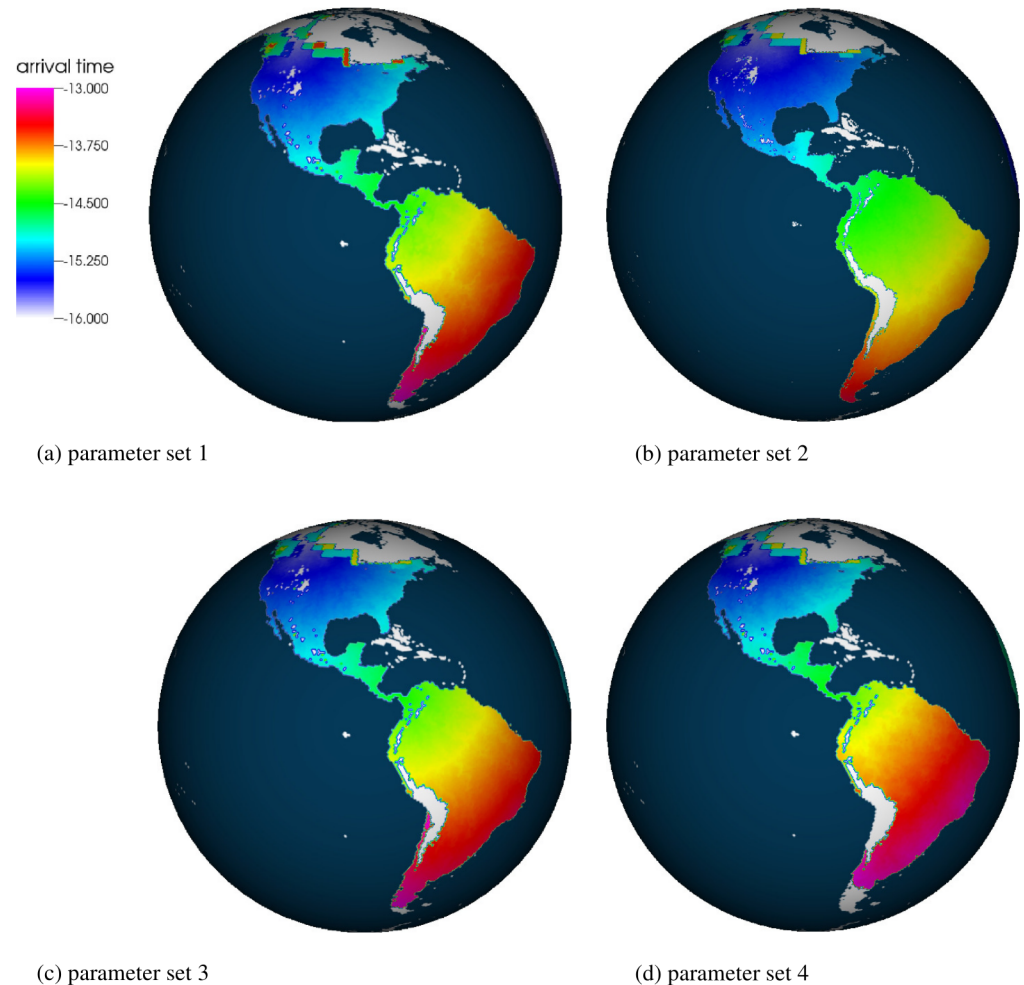 arrival time
-13.000
-13.750
-14.500
-15.250
-16.000
(a) parameter set 1
(b) parameter set 2
(c) parameter set 3
(d) parameter set 4